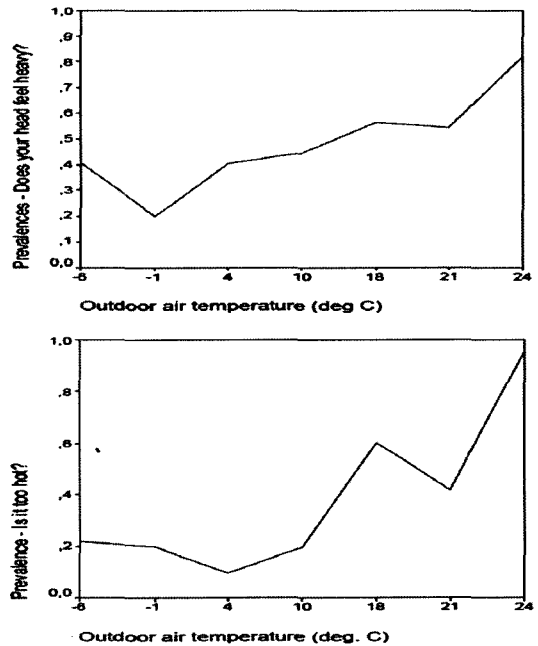 1,0
,9
,8
,7
,6
,5
,4
,3
,2
,1
0,0
Prevalences - Does your head feel heavy?
-6 -1 4 10 18 21 24
Outdoor air temperature (deg C)
1,0
,8
,6
,4
,2
0,0
Prevalence - Is it too hot?
-6 -1 4 10 18 21 24
Outdoor air temperature (deg. C)